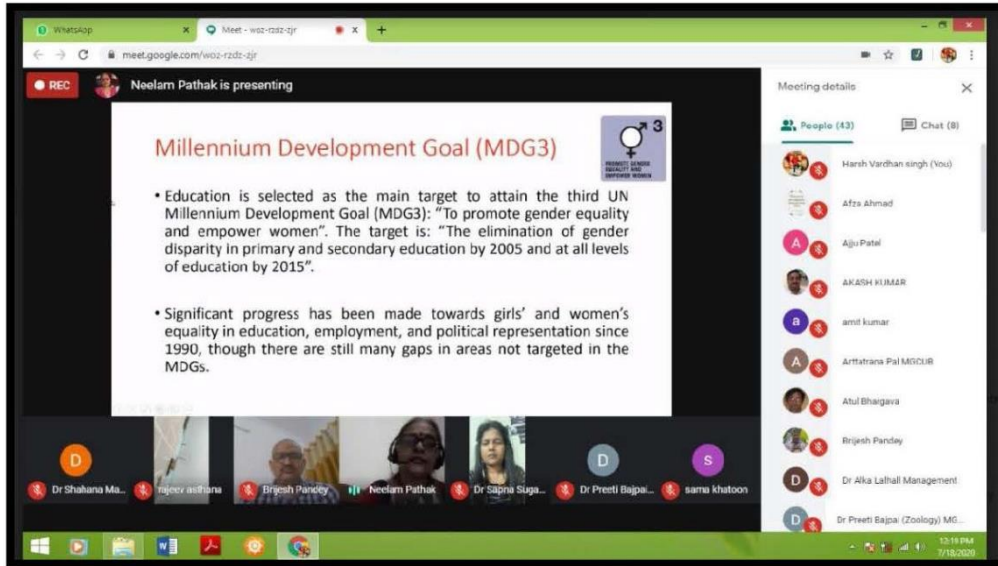 WhatsApp
Meet - woz-rzdz-zjr
meet.google.com/woz-rzdz-zjr
REC
Neelam Pathak is presenting
Millennium Development Goal (MDG3)
3
PROMOTE GENDER
EQUALITY AND
EMPOWER WOMEN
• Education is selected as the main target to attain the third UN
Millennium Development Goal (MDG3): “To promote gender equality
and empower women”. The target is: “The elimination of gender
disparity in primary and secondary education by 2005 and at all levels
of education by 2015”.
• Significant progress has been made towards girls’ and women’s
equality in education, employment, and political representation since
1990, though there are still many gaps in areas not targeted in the
MDGs.
D
Dr Shahana Ma...
rajeev asthana
Brijesh Pandey
Neelam Pathak
Dr Sapna Suga...
D
Dr Preeti Bajpai...
s
sama khatoon
Meeting details
People (43)
Chat (8)
Harsh Vardhan singh (You)
Afza Ahmad
A
Ajju Patel
AKASH KUMAR
a
amit kumar
A
Arttatrana Pal MGCUB
Atul Bhargava
Brijesh Pandey
D
Dr Alka Lalhall Management
D
Dr Preeti Bajpai (Zoology) MG...
12:19 PM
7/18/2020